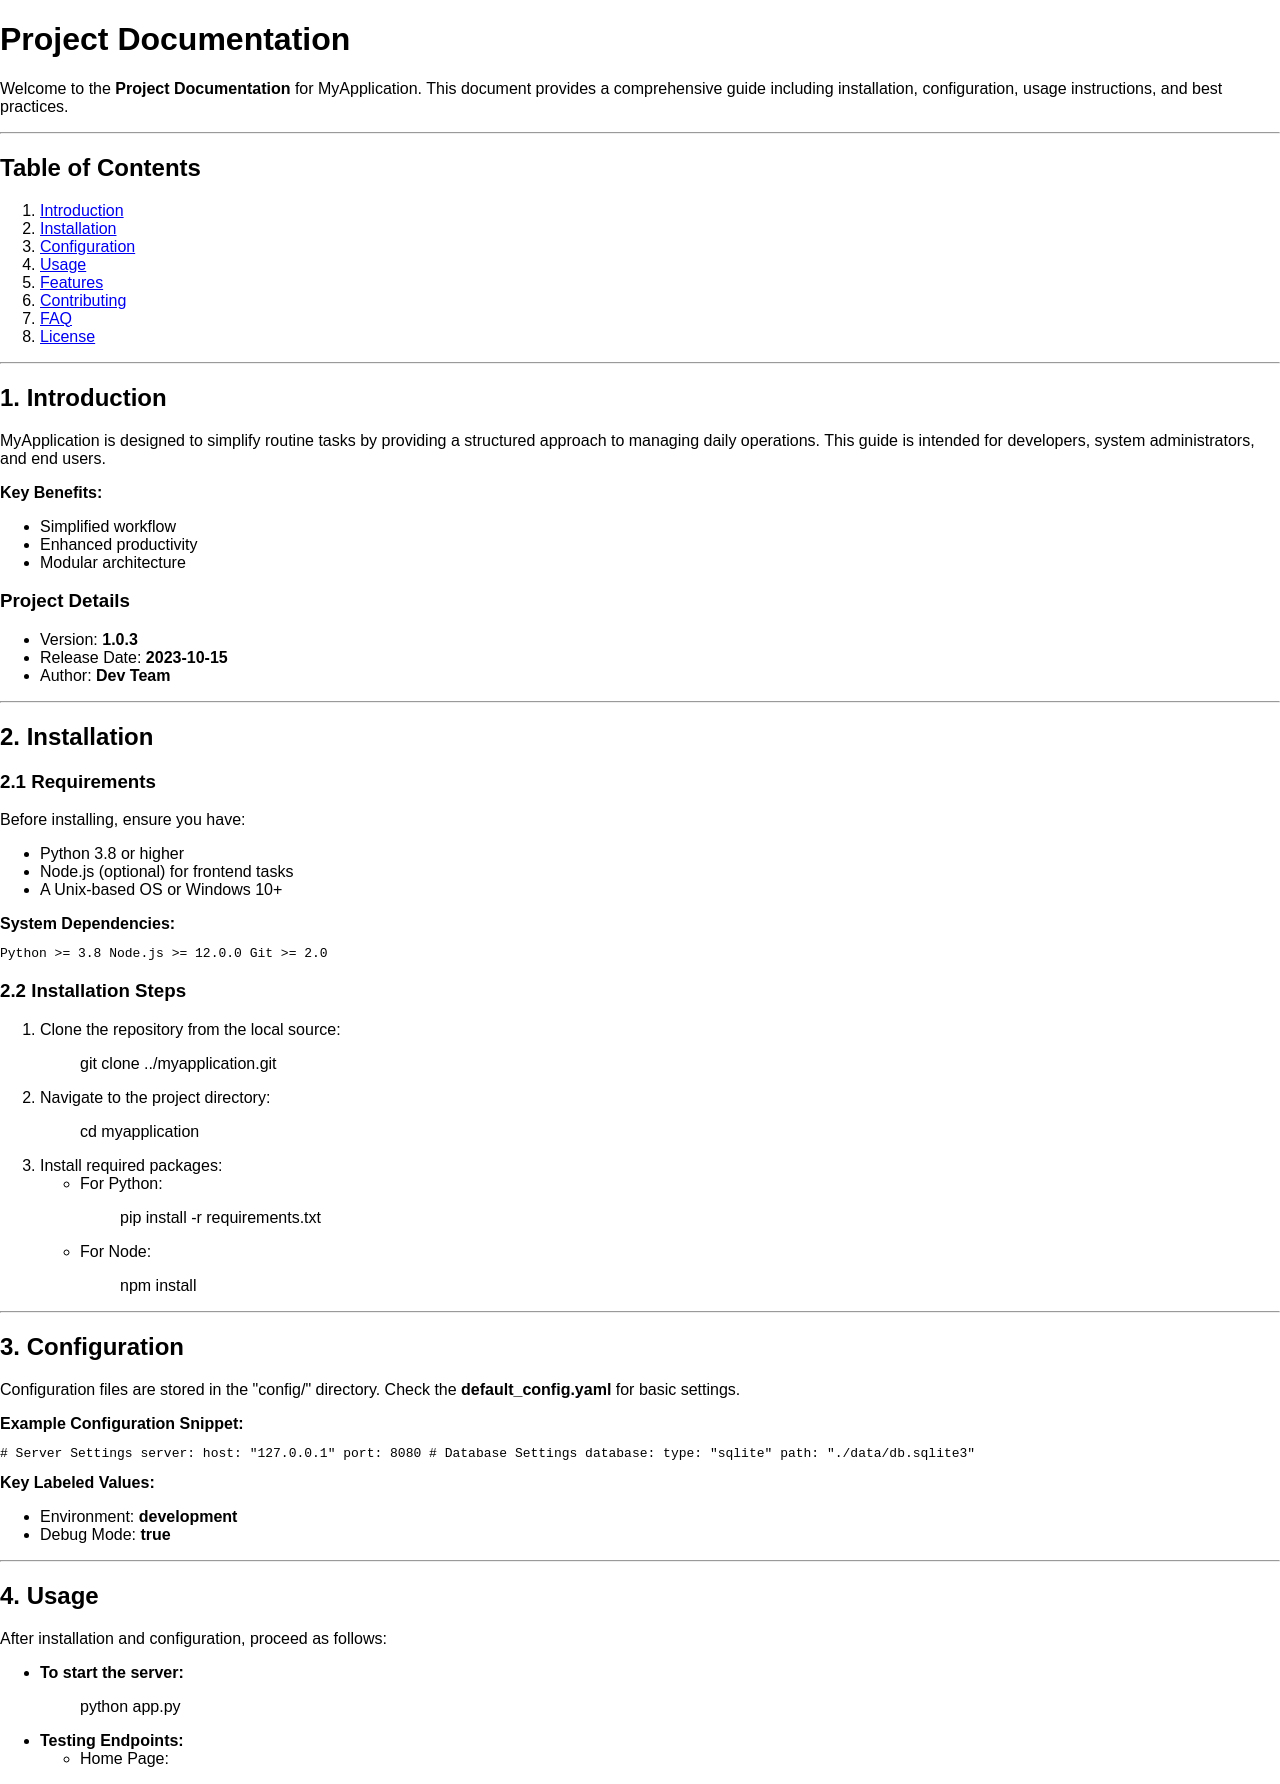 Project Documentation
Welcome to the Project Documentation for MyApplication. This document provides a comprehensive guide including installation, configuration, usage instructions, and best
practices.
Table of Contents
1. Introduction
2. Installation
3. Configuration
4. Usage
5. Features
6. Contributing
7. FAQ
8. License
1. Introduction
MyApplication is designed to simplify routine tasks by providing a structured approach to managing daily operations. This guide is intended for developers, system administrators,
and end users.
Key Benefits:
• Simplified workflow
• Enhanced productivity
• Modular architecture
Project Details
• Version: 1.0.3
• Release Date: 2023-10-15
• Author: Dev Team
2. Installation
2.1 Requirements
Before installing, ensure you have:
• Python 3.8 or higher
• Node.js (optional) for frontend tasks
• A Unix-based OS or Windows 10+
System Dependencies:
Python >= 3.8 Node.js >= 12.0.0 Git >= 2.0
2.2 Installation Steps
1. Clone the repository from the local source:
git clone ../myapplication.git
2. Navigate to the project directory:
cd myapplication
3. Install required packages:
◦ For Python:
pip install -r requirements.txt
◦ For Node:
npm install
3. Configuration
Configuration files are stored in the "config/" directory. Check the default_config.yaml for basic settings.
Example Configuration Snippet:
# Server Settings server: host: "127.0.0.1" port: 8080 # Database Settings database: type: "sqlite" path: "./data/db.sqlite3"
Key Labeled Values:
• Environment: development
• Debug Mode: true
4. Usage
After installation and configuration, proceed as follows:
• To start the server:
python app.py
• Testing Endpoints:
◦ Home Page: